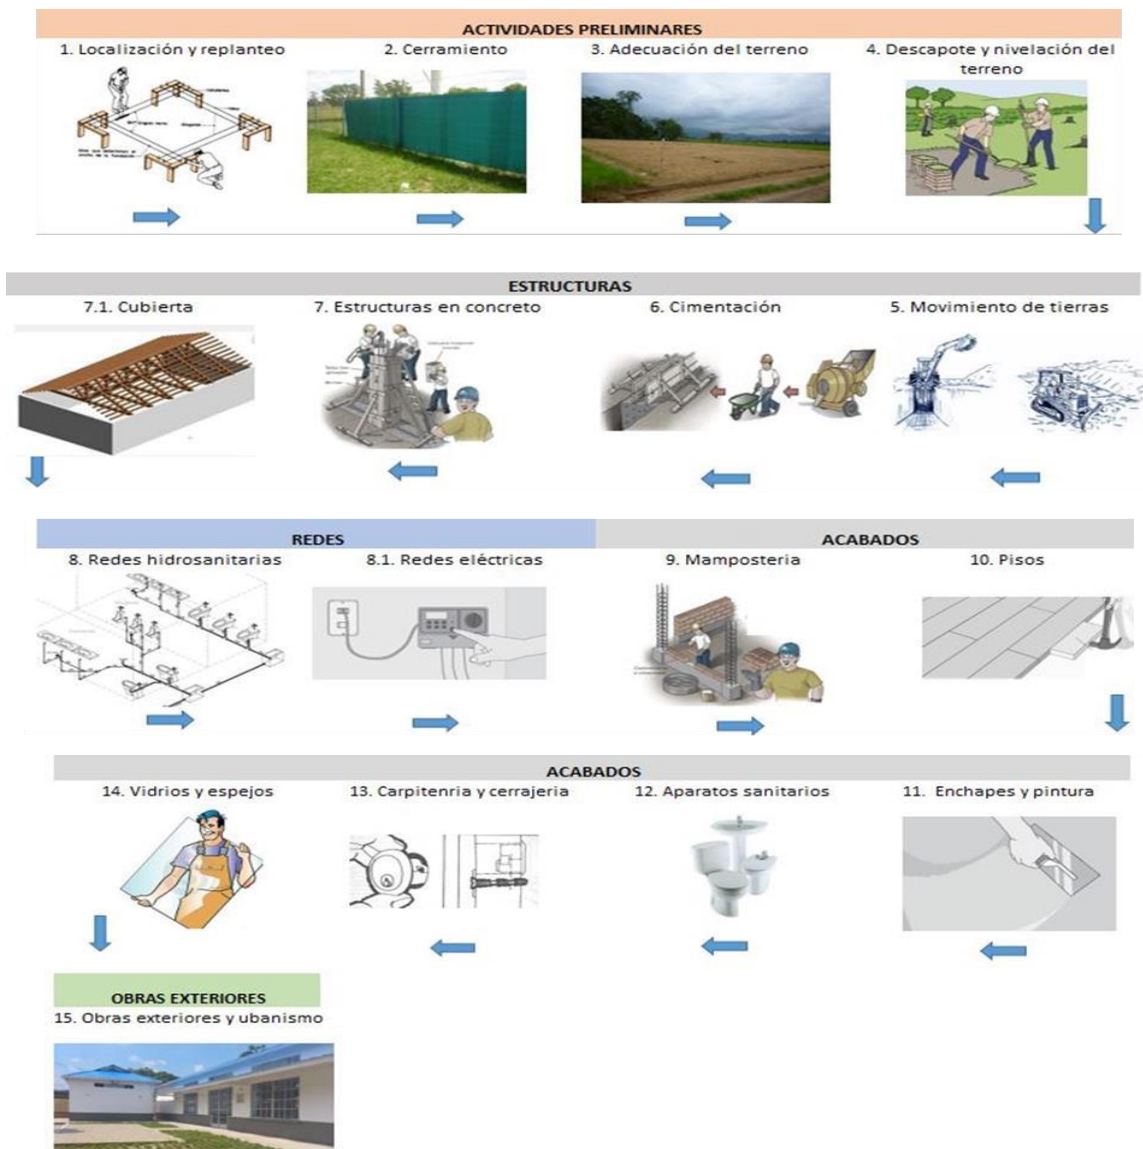 ACTIVIDADES PRELIMINARES
1. Localización y replanteo
2. Cerramiento
3. Adecuación del terreno
4. Descapote y nivelación del
terreno
ESTRUCTURAS
7.1. Cubierta
7. Estructuras en concreto
6. Cimentación
5. Movimiento de tierras
REDES
ACABADOS
8. Redes hidrosanitarias
8.1. Redes eléctricas
9. Mamposteria
10. Pisos
ACABADOS
14. Vidrios y espejos
13. Carpitenria y cerrajeria
12. Aparatos sanitarios
11. Enchapes y pintura
OBRAS EXTERIORES
15. Obras exteriores y ubanismo